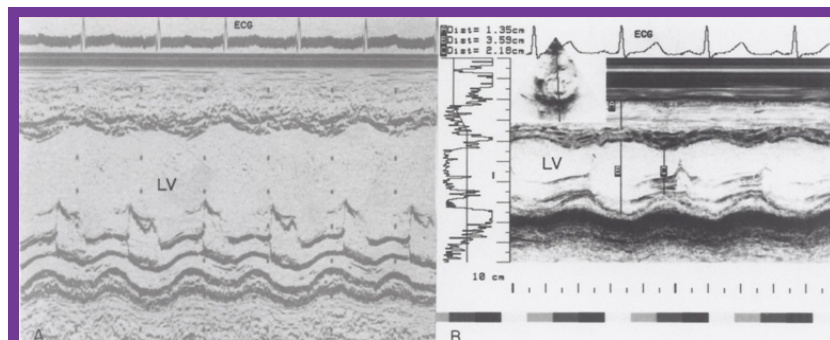 ECG
LV
A
Dist= 1.35cm
Dist= 3.59cm
Dist= 2.18cm
ECG
LV
10 cm
B